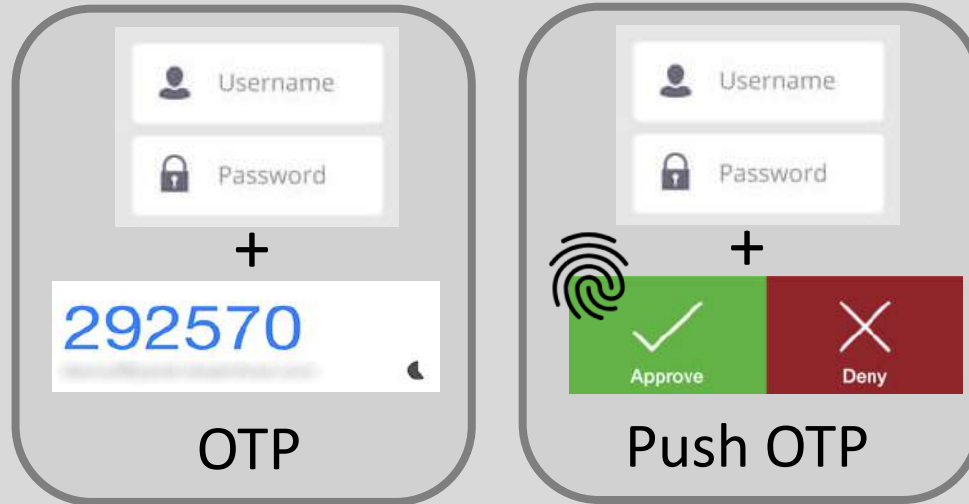 Username
Password
+
292570
OTP
Username
Password
+
Approve
Deny
Push OTP